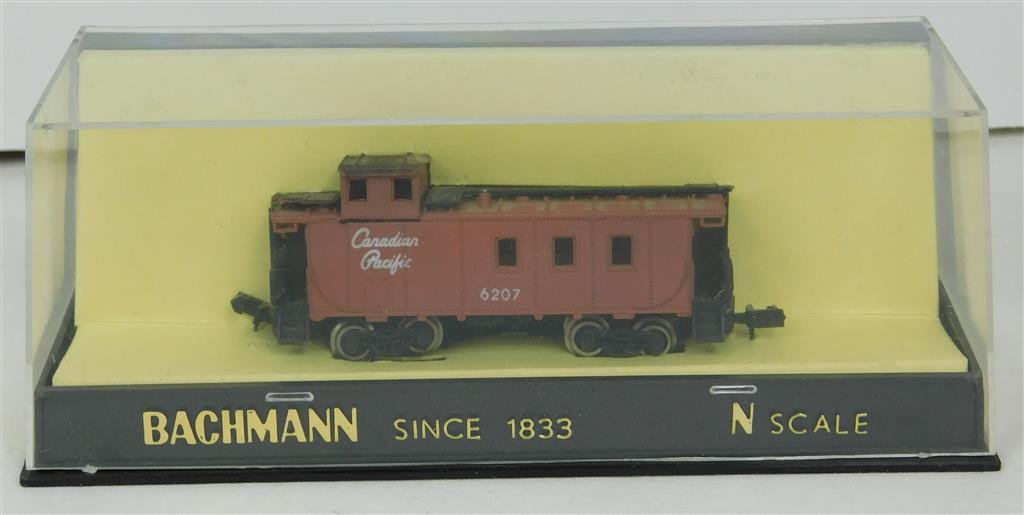 Canadian
Pacific
6207
BACHMANN SINCE 1833 N SCALE